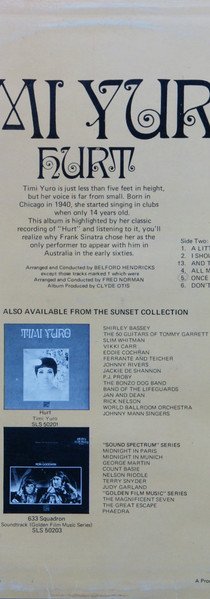 IMI YUR
HURT
Timi Yuro is just less than five feet in height,
but her voice is far from small. Born in
Chicago in 1940, she started singing in clubs
when only 14 years old.
This album is highlighted by her classic
recording of "Hurt" and listening to it, you'll
realize why Frank Sinatra chose her as the
only performer to appear with him in
Australia in the early sixties.
Arranged and Conducted by BELFORD HENDRICKS
except those tracks marked † which were
Arranged and Conducted by FRED NORMAN
Album Produced by CLYDE OTIS
Side Two:
1. A LITT
2. I SHOU
13. AND T
4. ALL M
5. ONCE
6. DON'T
ALSO AVAILABLE FROM THE SUNSET COLLECTION
TIMI YURO
Hurt
Timi Yuro
SLS 50201
SHIRLEY BASSEY
THE 50 GUITARS OF TOMMY GARRETT
SLIM WHITMAN
VIKKI CARR
EDDIE COCHRAN
FERRANTE AND TEICHER
JOHNNY RIVERS
JACKIE DE SHANNON
P.J. PROBY
THE BONZO DOG BAND
BAND OF THE LIFEGUARDS
JAN AND DEAN
RICK NELSON
WORLD BALLROOM ORCHESTRA
JOHNNY MANN SINGERS
633 Squadron
Soundtrack (Golden Film Music Series)
SLS 50203
"SOUND SPECTRUM" SERIES
MIDNIGHT IN PARIS
MIDNIGHT IN MUNICH
GEORGE MARTIN
COUNT BASIE
NELSON RIDDLE
TERRY SNYDER
JUDY GARLAND
"GOLDEN FILM MUSIC" SERIES
THE MAGNIFICENT SEVEN
THE GREAT ESCAPE
PHAEDRA
A Pro